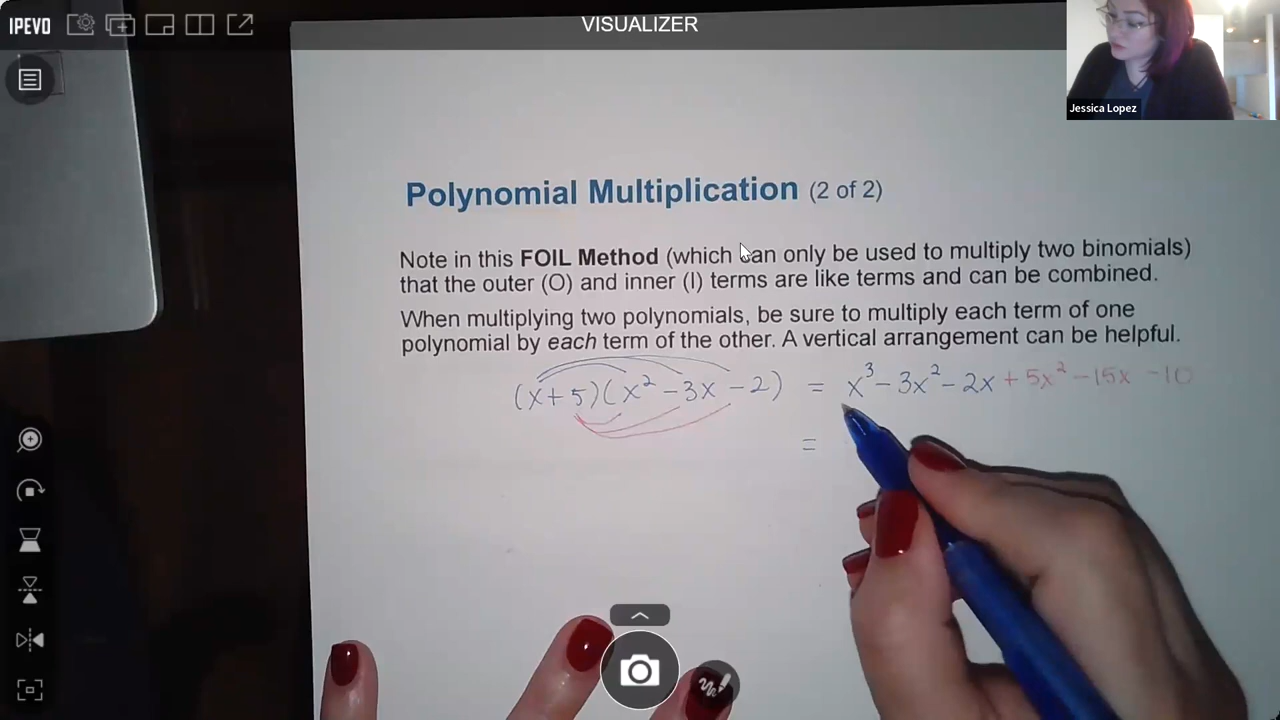 IPEVO
VISUALIZER
Jessica Lopez
Polynomial Multiplication (2 of 2)
Note in this FOIL Method (which can only be used to multiply two binomials)
that the outer (O) and inner (I) terms are like terms and can be combined.
When multiplying two polynomials, be sure to multiply each term of one
polynomial by each term of the other. A vertical arrangement can be helpful.
(x+5)(x² -3x -2) = x³ - 3x² - 2x + 5x² - 15x - 10
=